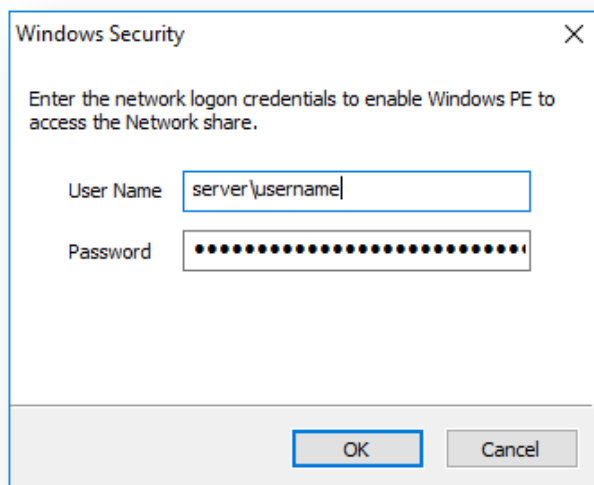 Windows Security
Enter the network logon credentials to enable Windows PE to
access the Network share.
User Name server\username
Password ••••••••••••••••••••••••••••
OK Cancel